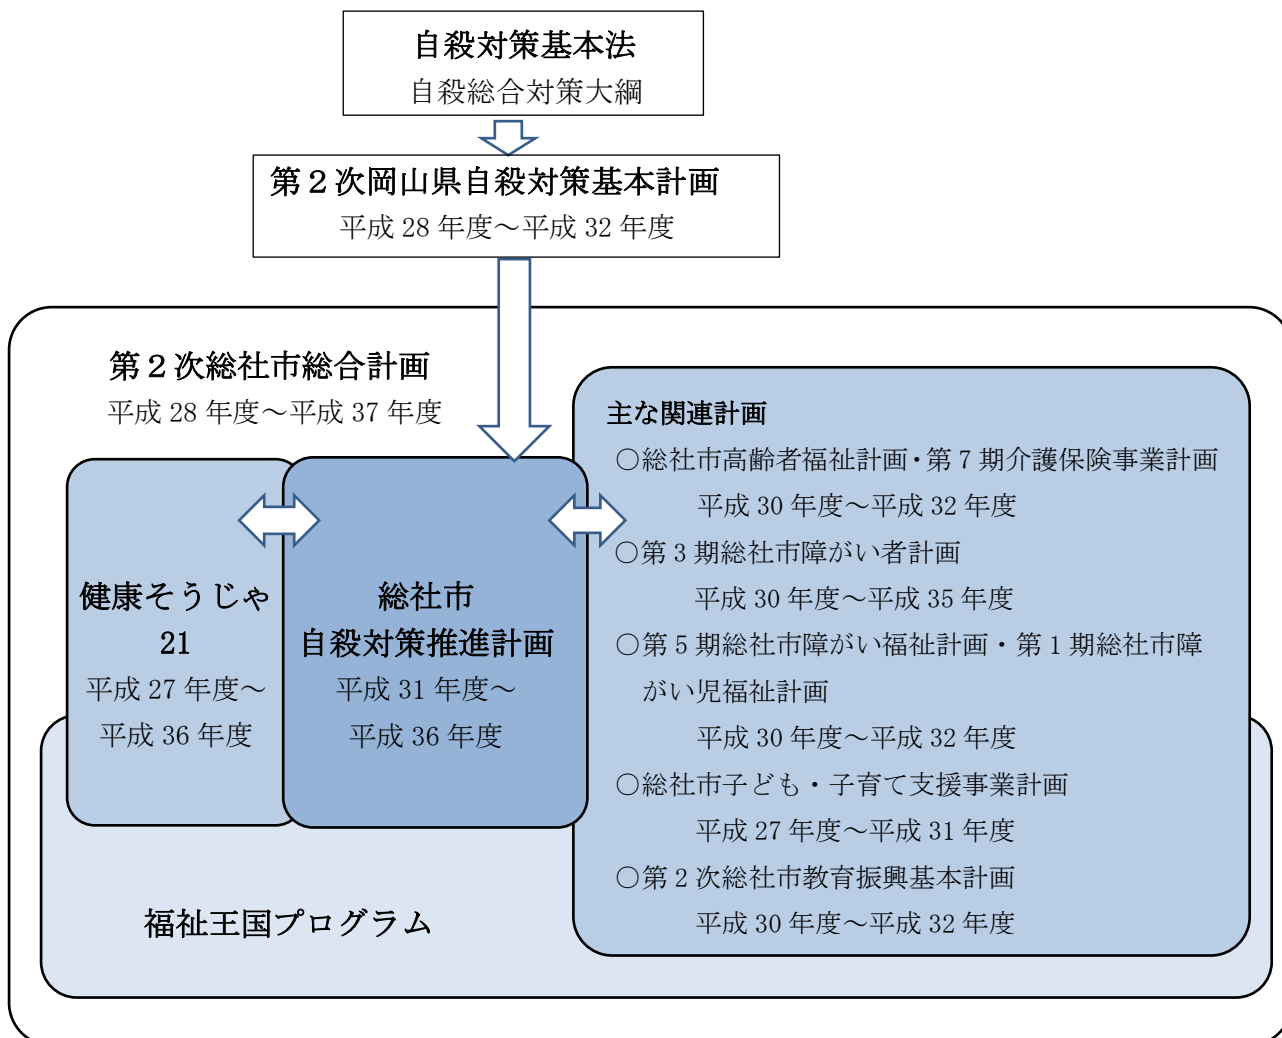 自殺対策基本法
自殺総合対策大綱
第２次岡山県自殺対策基本計画
平成 28 年度～平成 32 年度
第２次総社市総合計画
平成 28 年度～平成 37 年度
健康そうじゃ
21
平成 27 年度～
平成 36 年度
総社市
自殺対策推進計画
平成 31 年度～
平成 36 年度
主な関連計画
○総社市高齢者福祉計画・第７期介護保険事業計画
平成 30 年度～平成 32 年度
○第３期総社市障がい者計画
平成 30 年度～平成 35 年度
○第５期総社市障がい福祉計画・第１期総社市障
がい児福祉計画
平成 30 年度～平成 32 年度
○総社市子ども・子育て支援事業計画
平成 27 年度～平成 31 年度
○第２次総社市教育振興基本計画
平成 30 年度～平成 32 年度
福祉王国プログラム